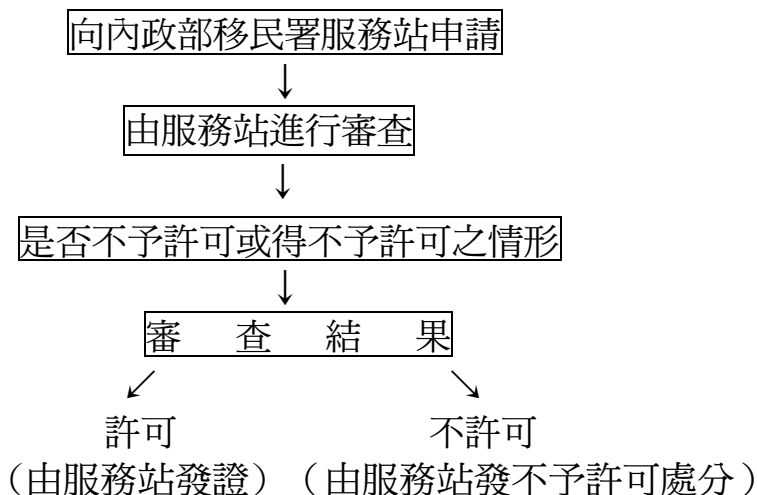 向內政部移民署服務站申請
↓
由服務站進行審查
↓
是否不予許可或得不予許可之情形
↓
審查結果
↙ ↘
許可 不許可
（由服務站發證）（由服務站發不予許可處分）